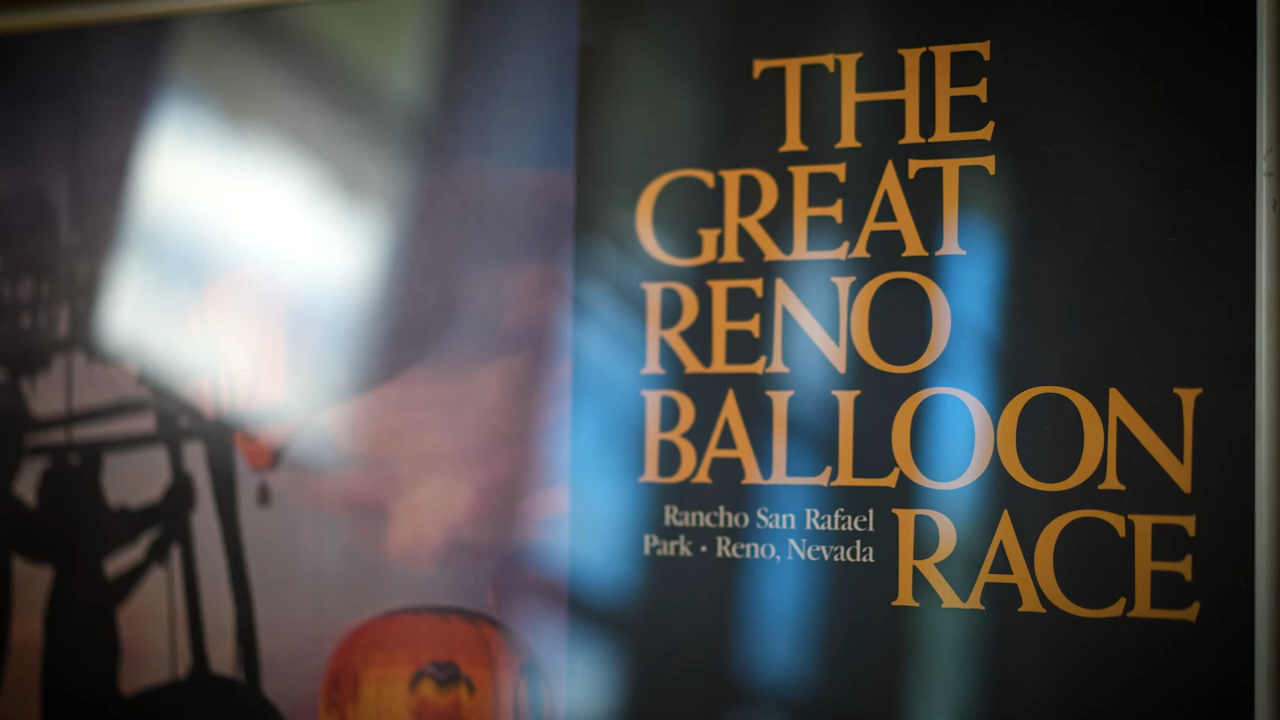 THE
GREAT
RENO
BALLOON
RACE
Rancho San Rafael
Park • Reno, Nevada